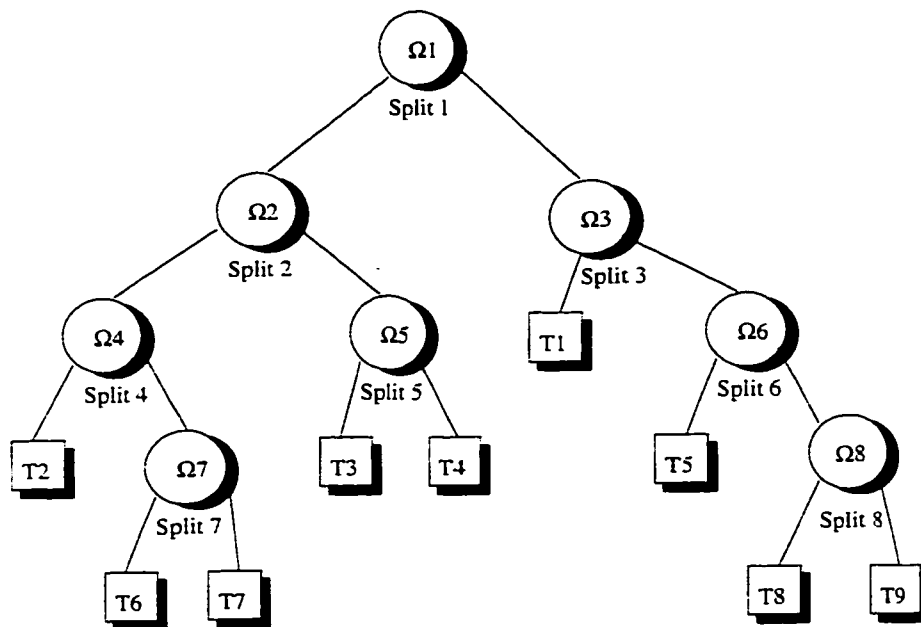 Ω1
Split 1
Ω2
Split 2
Ω3
Split 3
Ω4
Split 4
Ω5
Split 5
T1
Ω6
Split 6
T2
Ω7
Split 7
T3
T4
T5
Ω8
Split 8
T6
T7
T8
T9